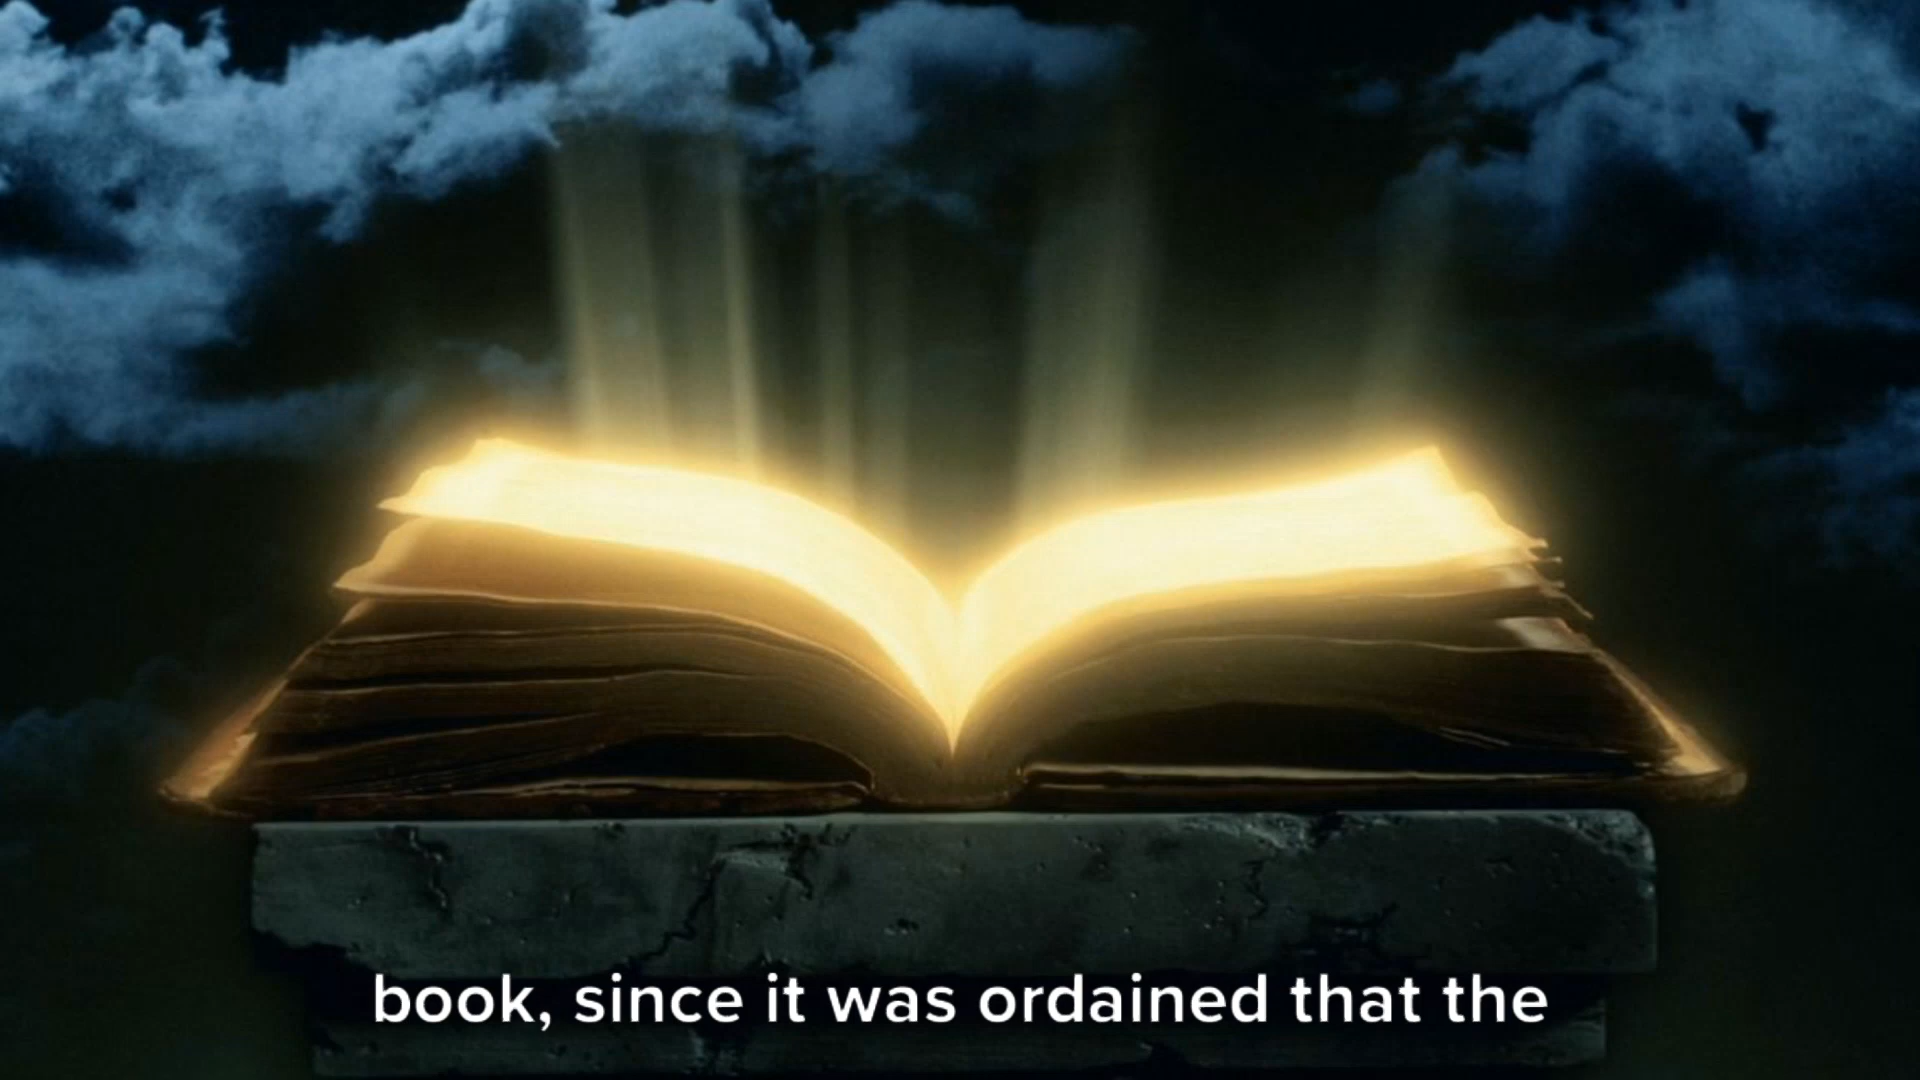 book, since it was ordained that the